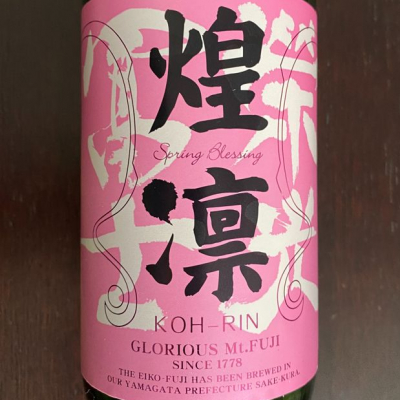 煌凛
Spring Blessing
KOH-RIN
GLORIOUS Mt.FUJI
SINCE 1778
THE EIKO-FUJI HAS BEEN BREWED IN
OUR YAMAGATA PREFECTURE SAKE-KURA.